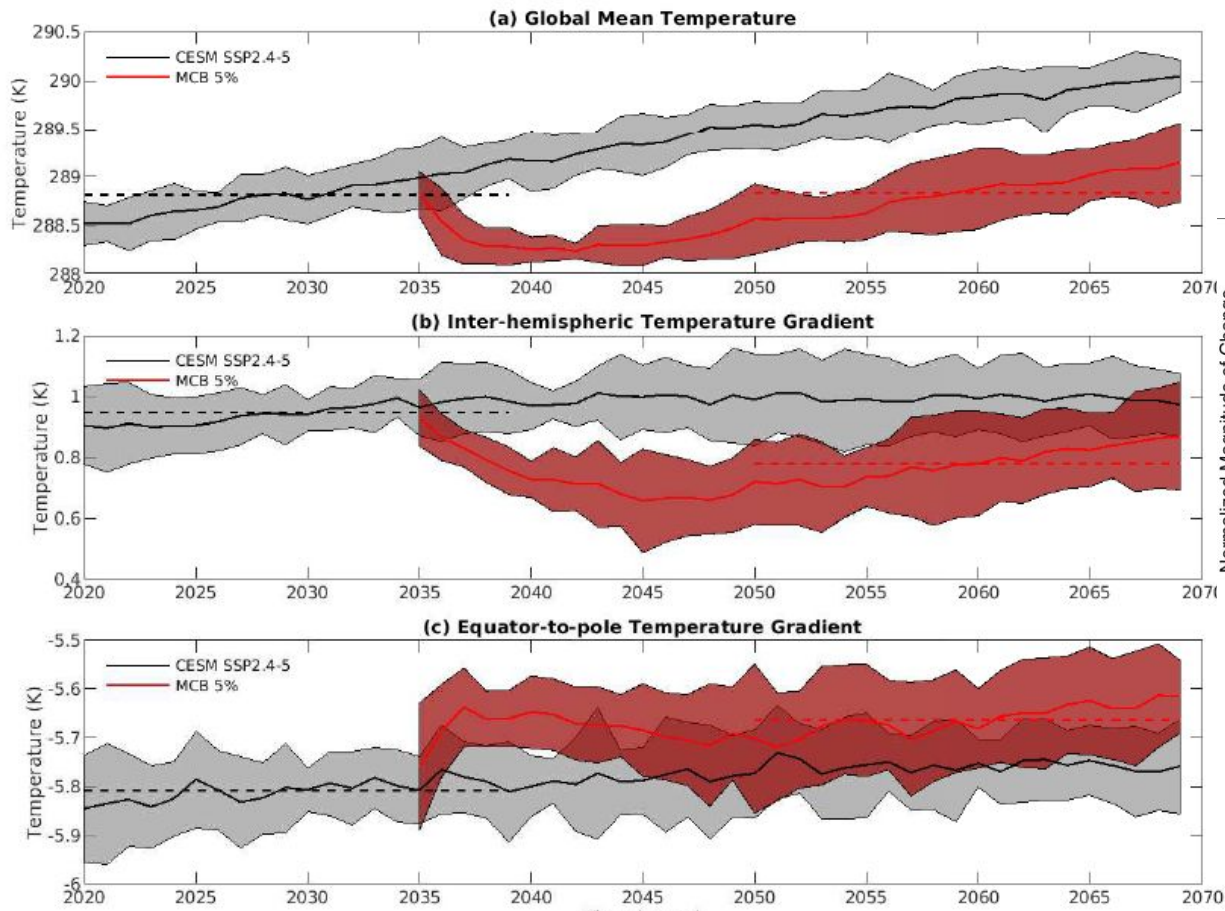 (a) Global Mean Temperature
290.5
290
289.5
289
288.5
288
Temperature (K)
CESM SSP2.4-5
MCB 5%
2020 2025 2030 2035 2040 2045 2050 2055 2060 2065 2070
(b) Inter-hemispheric Temperature Gradient
1.2
1
0.8
0.6
0.4
Temperature (K)
CESM SSP2.4-5
MCB 5%
2020 2025 2030 2035 2040 2045 2050 2055 2060 2065 2070
Normalized Magnitude of Change
(c) Equator-to-pole Temperature Gradient
-5.5
-5.6
-5.7
-5.8
-5.9
-6
Temperature (K)
CESM SSP2.4-5
MCB 5%
2020 2025 2030 2035 2040 2045 2050 2055 2060 2065 2070